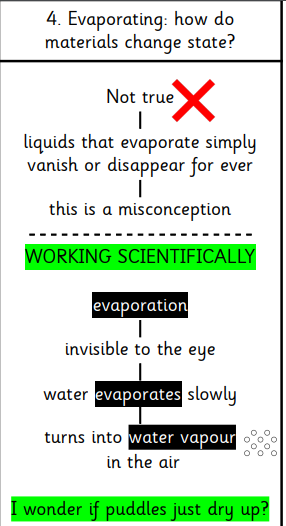 4. Evaporating: how do
materials change state?
Not true
liquids that evaporate simply
vanish or disappear for ever
this is a misconception
WORKING SCIENTIFICALLY
evaporation
invisible to the eye
water evaporates slowly
turns into water vapour
in the air
I wonder if puddles just dry up?